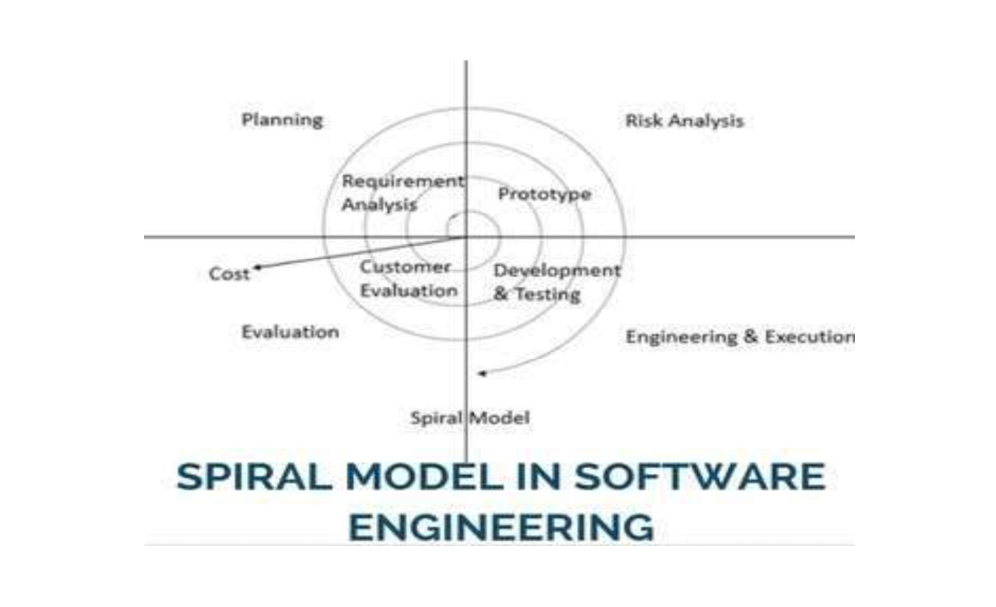 Planning
Risk Analysis
Requirement
Analysis
Prototype
Cost
Customer
Evaluation
Development
& Testing
Evaluation
Engineering & Execution
Spiral Model
SPIRAL MODEL IN SOFTWARE
ENGINEERING